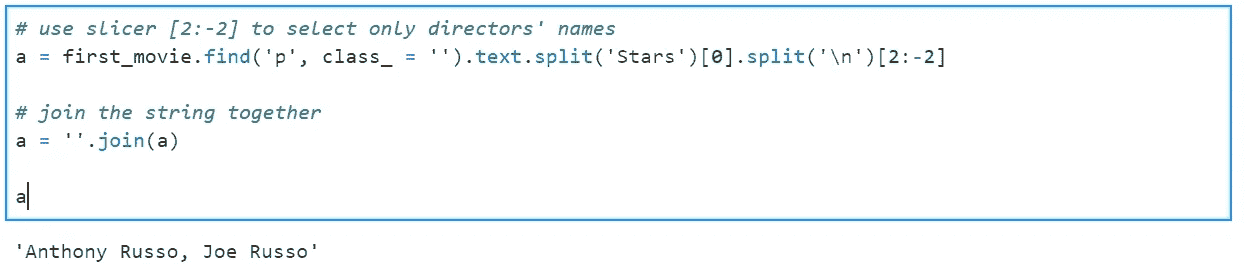 # use slicer [2:-2] to select only directors' names
a = first_movie.find('p', class_ = '').text.split('Stars')[0].split('\n')[2:-2]
# join the string together
a = ''.join(a)
a
'Anthony Russo, Joe Russo'